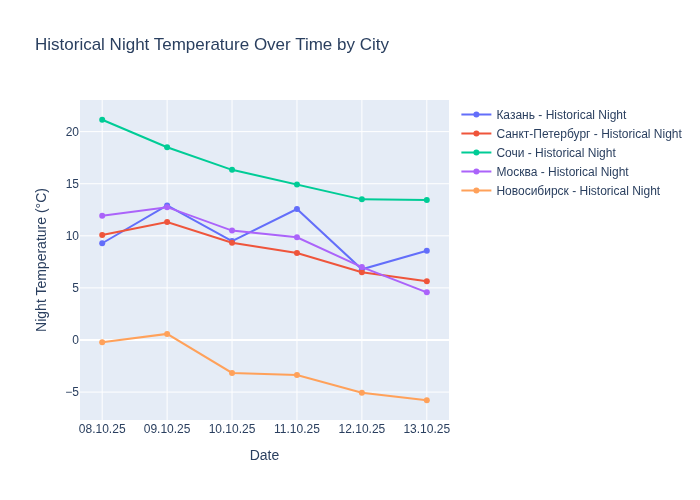 Historical Night Temperature Over Time by City
Казань - Historical Night
Санкт-Петербург - Historical Night
Сочи - Historical Night
Москва - Historical Night
Новосибирск - Historical Night
Night Temperature (°C)
20
15
10
5
0
−5
08.10.25 09.10.25 10.10.25 11.10.25 12.10.25 13.10.25
Date